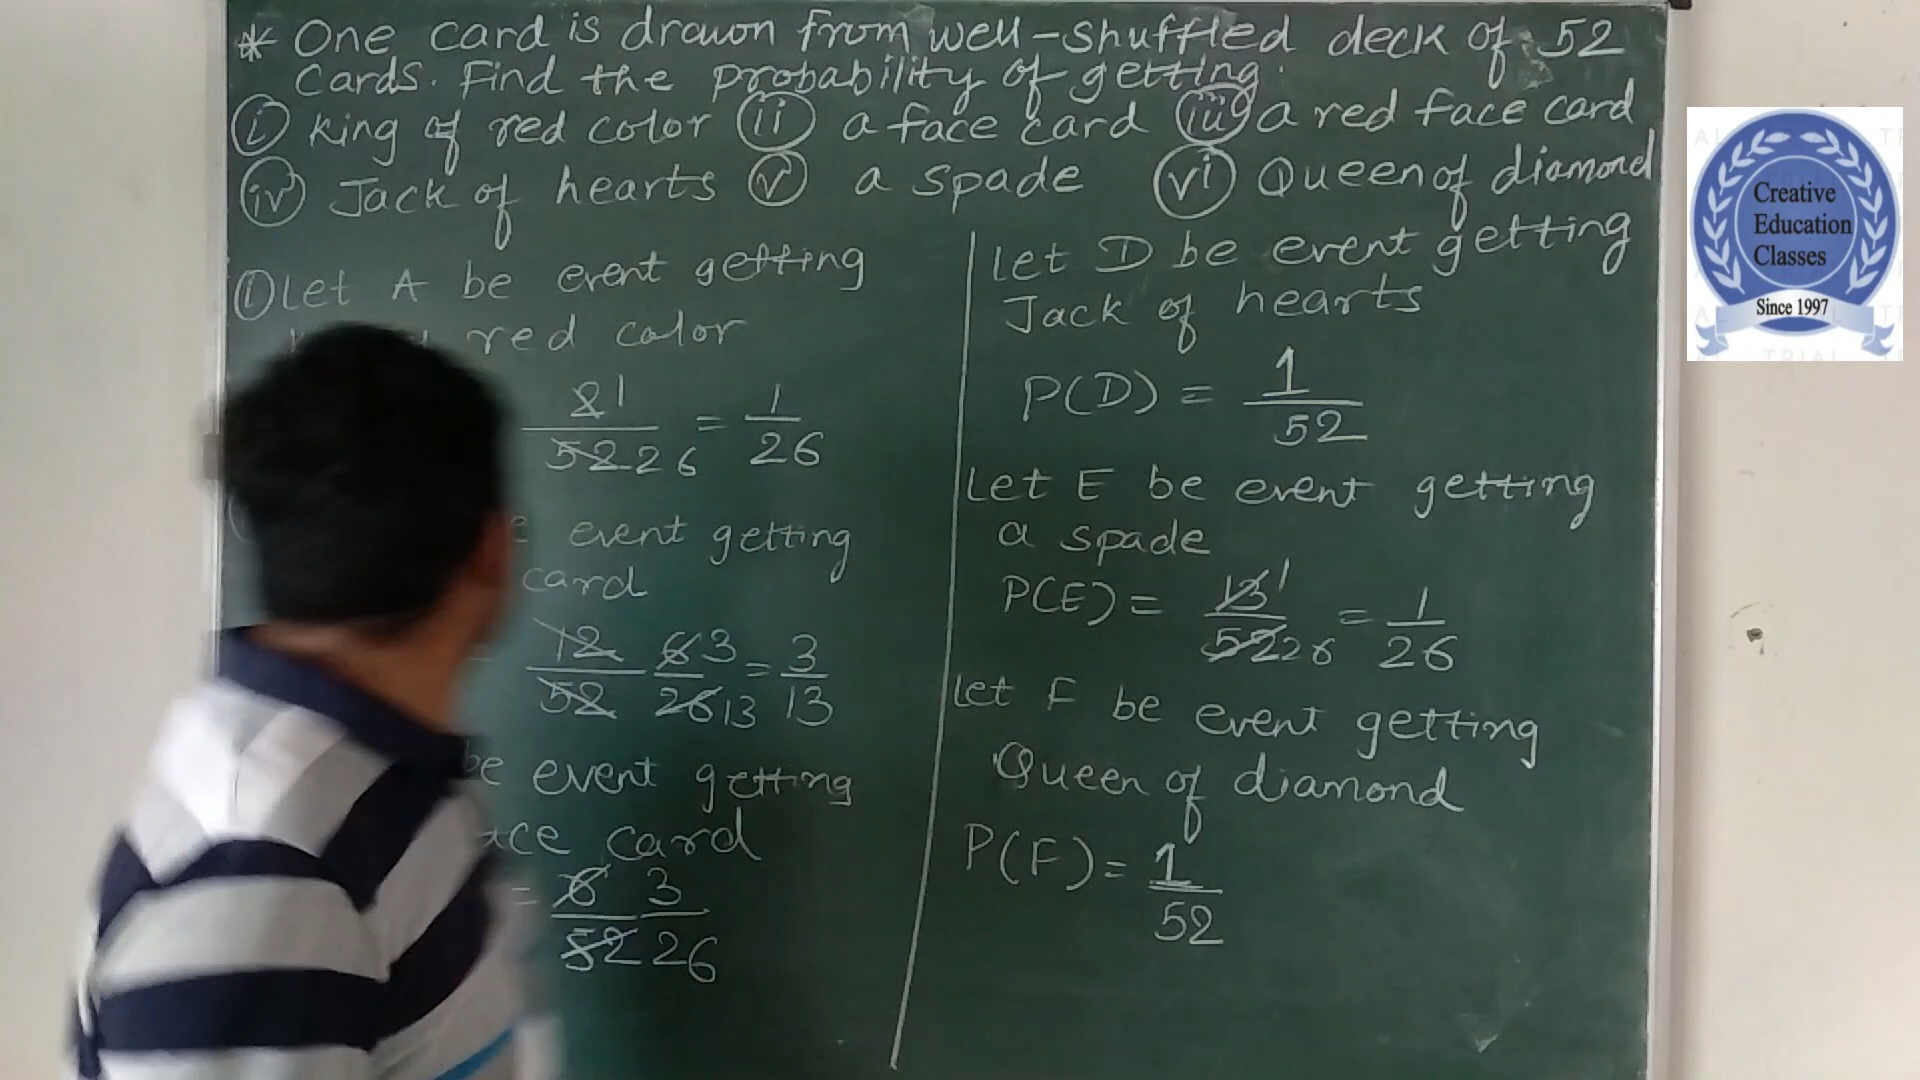 * One card is drawn from well-shuffled deck of 52
cards. Find the probability of getting.
(i) king of red color (ii) a face card (iii) a red face card
(iv) Jack of hearts (v) a spade (vi) Queen of diamond
(i) Let A be event getting
red color
2 1 / 52 26 = 1/26
event getting
card
12/52 6 3/26 13 = 3/13
be event getting
card
= 6/52 3/26
Let D be event getting
Jack of hearts
P(D) = 1/52
Let E be event getting
a spade
P(E) = 13 1/52 26 = 1/26
Let F be event getting
Queen of diamond
P(F) = 1/52
Creative
Education
Classes
Since 1997